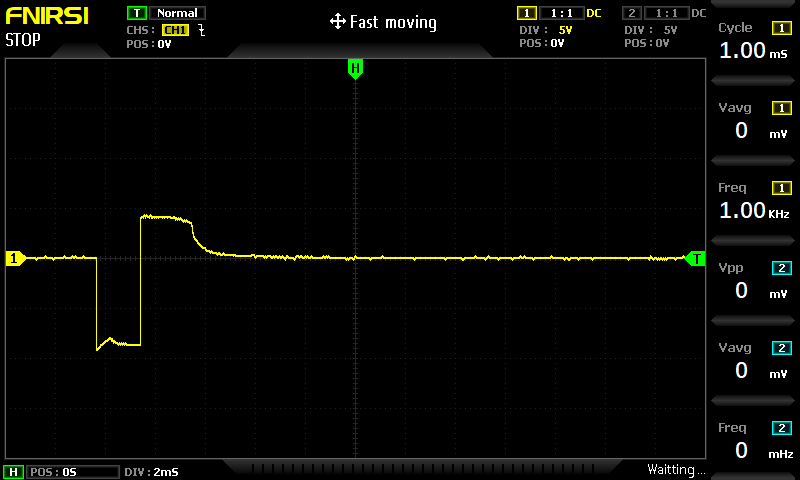 FNIRSI
STOP
T Normal
CHS: CH1
POS: 0V
Fast moving
1 1:1 DC
DIV: 5V
POS: 0V
2 1:1 DC
DIV: 5V
POS: 0V
H
1
T
Cycle 1
1.00 mS
Vavg 1
0 mV
Freq 1
1.00 KHz
Vpp 2
0 mV
Vavg 2
0 mV
Freq 2
0 mHz
H POS: 0S DIV: 2mS
Waitting...